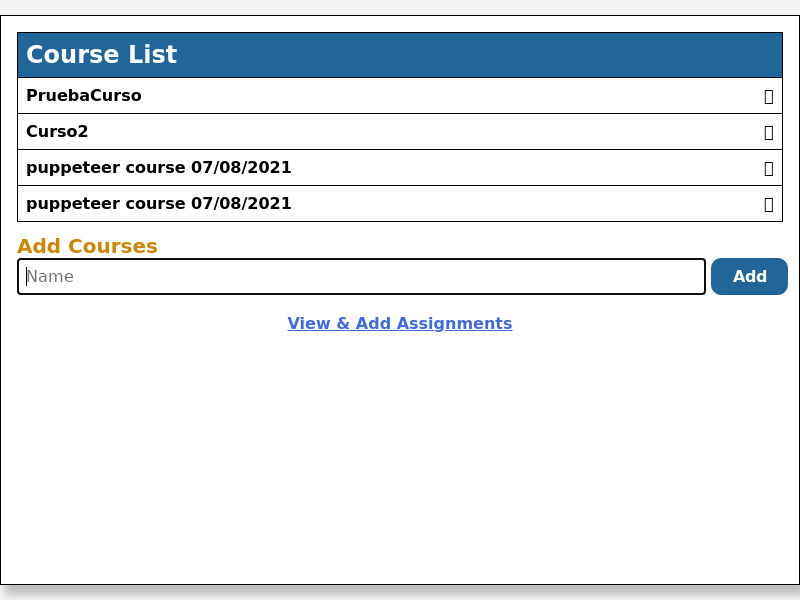 Course List
PruebaCurso
Curso2
puppeteer course 07/08/2021
puppeteer course 07/08/2021
Add Courses
Name
Add
View & Add Assignments